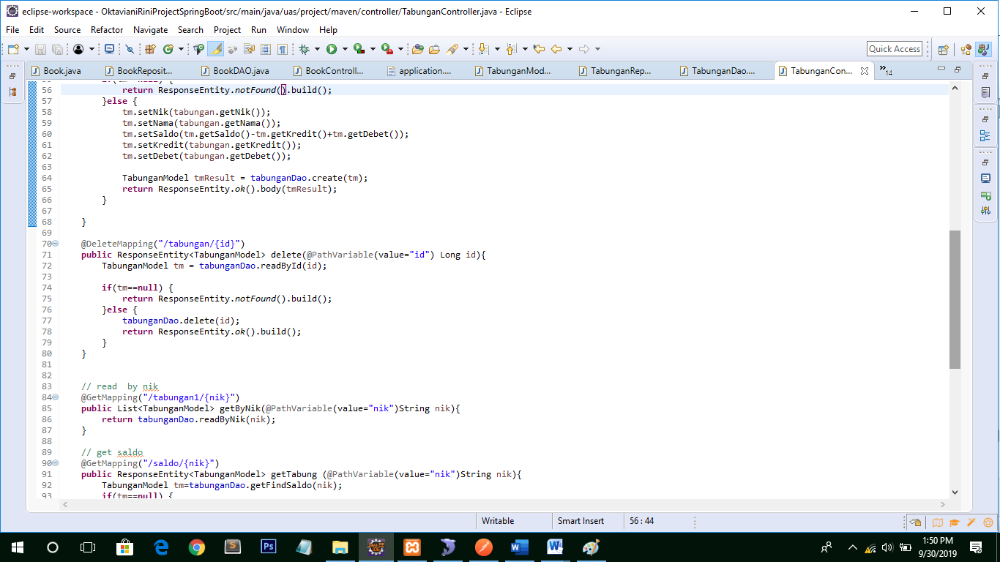 eclipse-workspace - OktavianiRiniProjectSpringBoot/src/main/java/uas/project/maven/controller/TabunganController.java - Eclipse
File Edit Source Refactor Navigate Search Project Run Window Help
Quick Access
Book.java BookReposit... BookDAO.java BookControll... application.... TabunganMod... TabunganRep... TabunganDao.... TabunganCon... »14
56 return ResponseEntity.notFound().build();
57 }else {
58 tm.setNik(tabungan.getNik());
59 tm.setNama(tabungan.getNama());
60 tm.setSaldo(tm.getSaldo()-tm.getKredit()+tm.getDebet());
61 tm.setKredit(tabungan.getKredit());
62 tm.setDebet(tabungan.getDebet());
63
64 TabunganModel tmResult = tabunganDao.create(tm);
65 return ResponseEntity.ok().body(tmResult);
66 }
67
68 }
69
70 @DeleteMapping("/tabungan/{id}")
71 public ResponseEntity<TabunganModel> delete(@PathVariable(value="id") Long id){
72 TabunganModel tm = tabunganDao.readById(id);
73
74 if(tm==null) {
75 return ResponseEntity.notFound().build();
76 }else {
77 tabunganDao.delete(id);
78 return ResponseEntity.ok().build();
79 }
80 }
81
82
83 // read  by nik
84 @GetMapping("/tabungan1/{nik}")
85 public List<TabunganModel> getByNik(@PathVariable(value="nik")String nik){
86 return tabunganDao.readByNik(nik);
87 }
88
89 // get saldo
90 @GetMapping("/saldo/{nik}")
91 public ResponseEntity<TabunganModel> getTabung (@PathVariable(value="nik")String nik){
92 TabunganModel tm=tabunganDao.getFindSaldo(nik);
93 if(tm==null) {
Writable Smart Insert 56 : 44
1:50 PM
9/30/2019